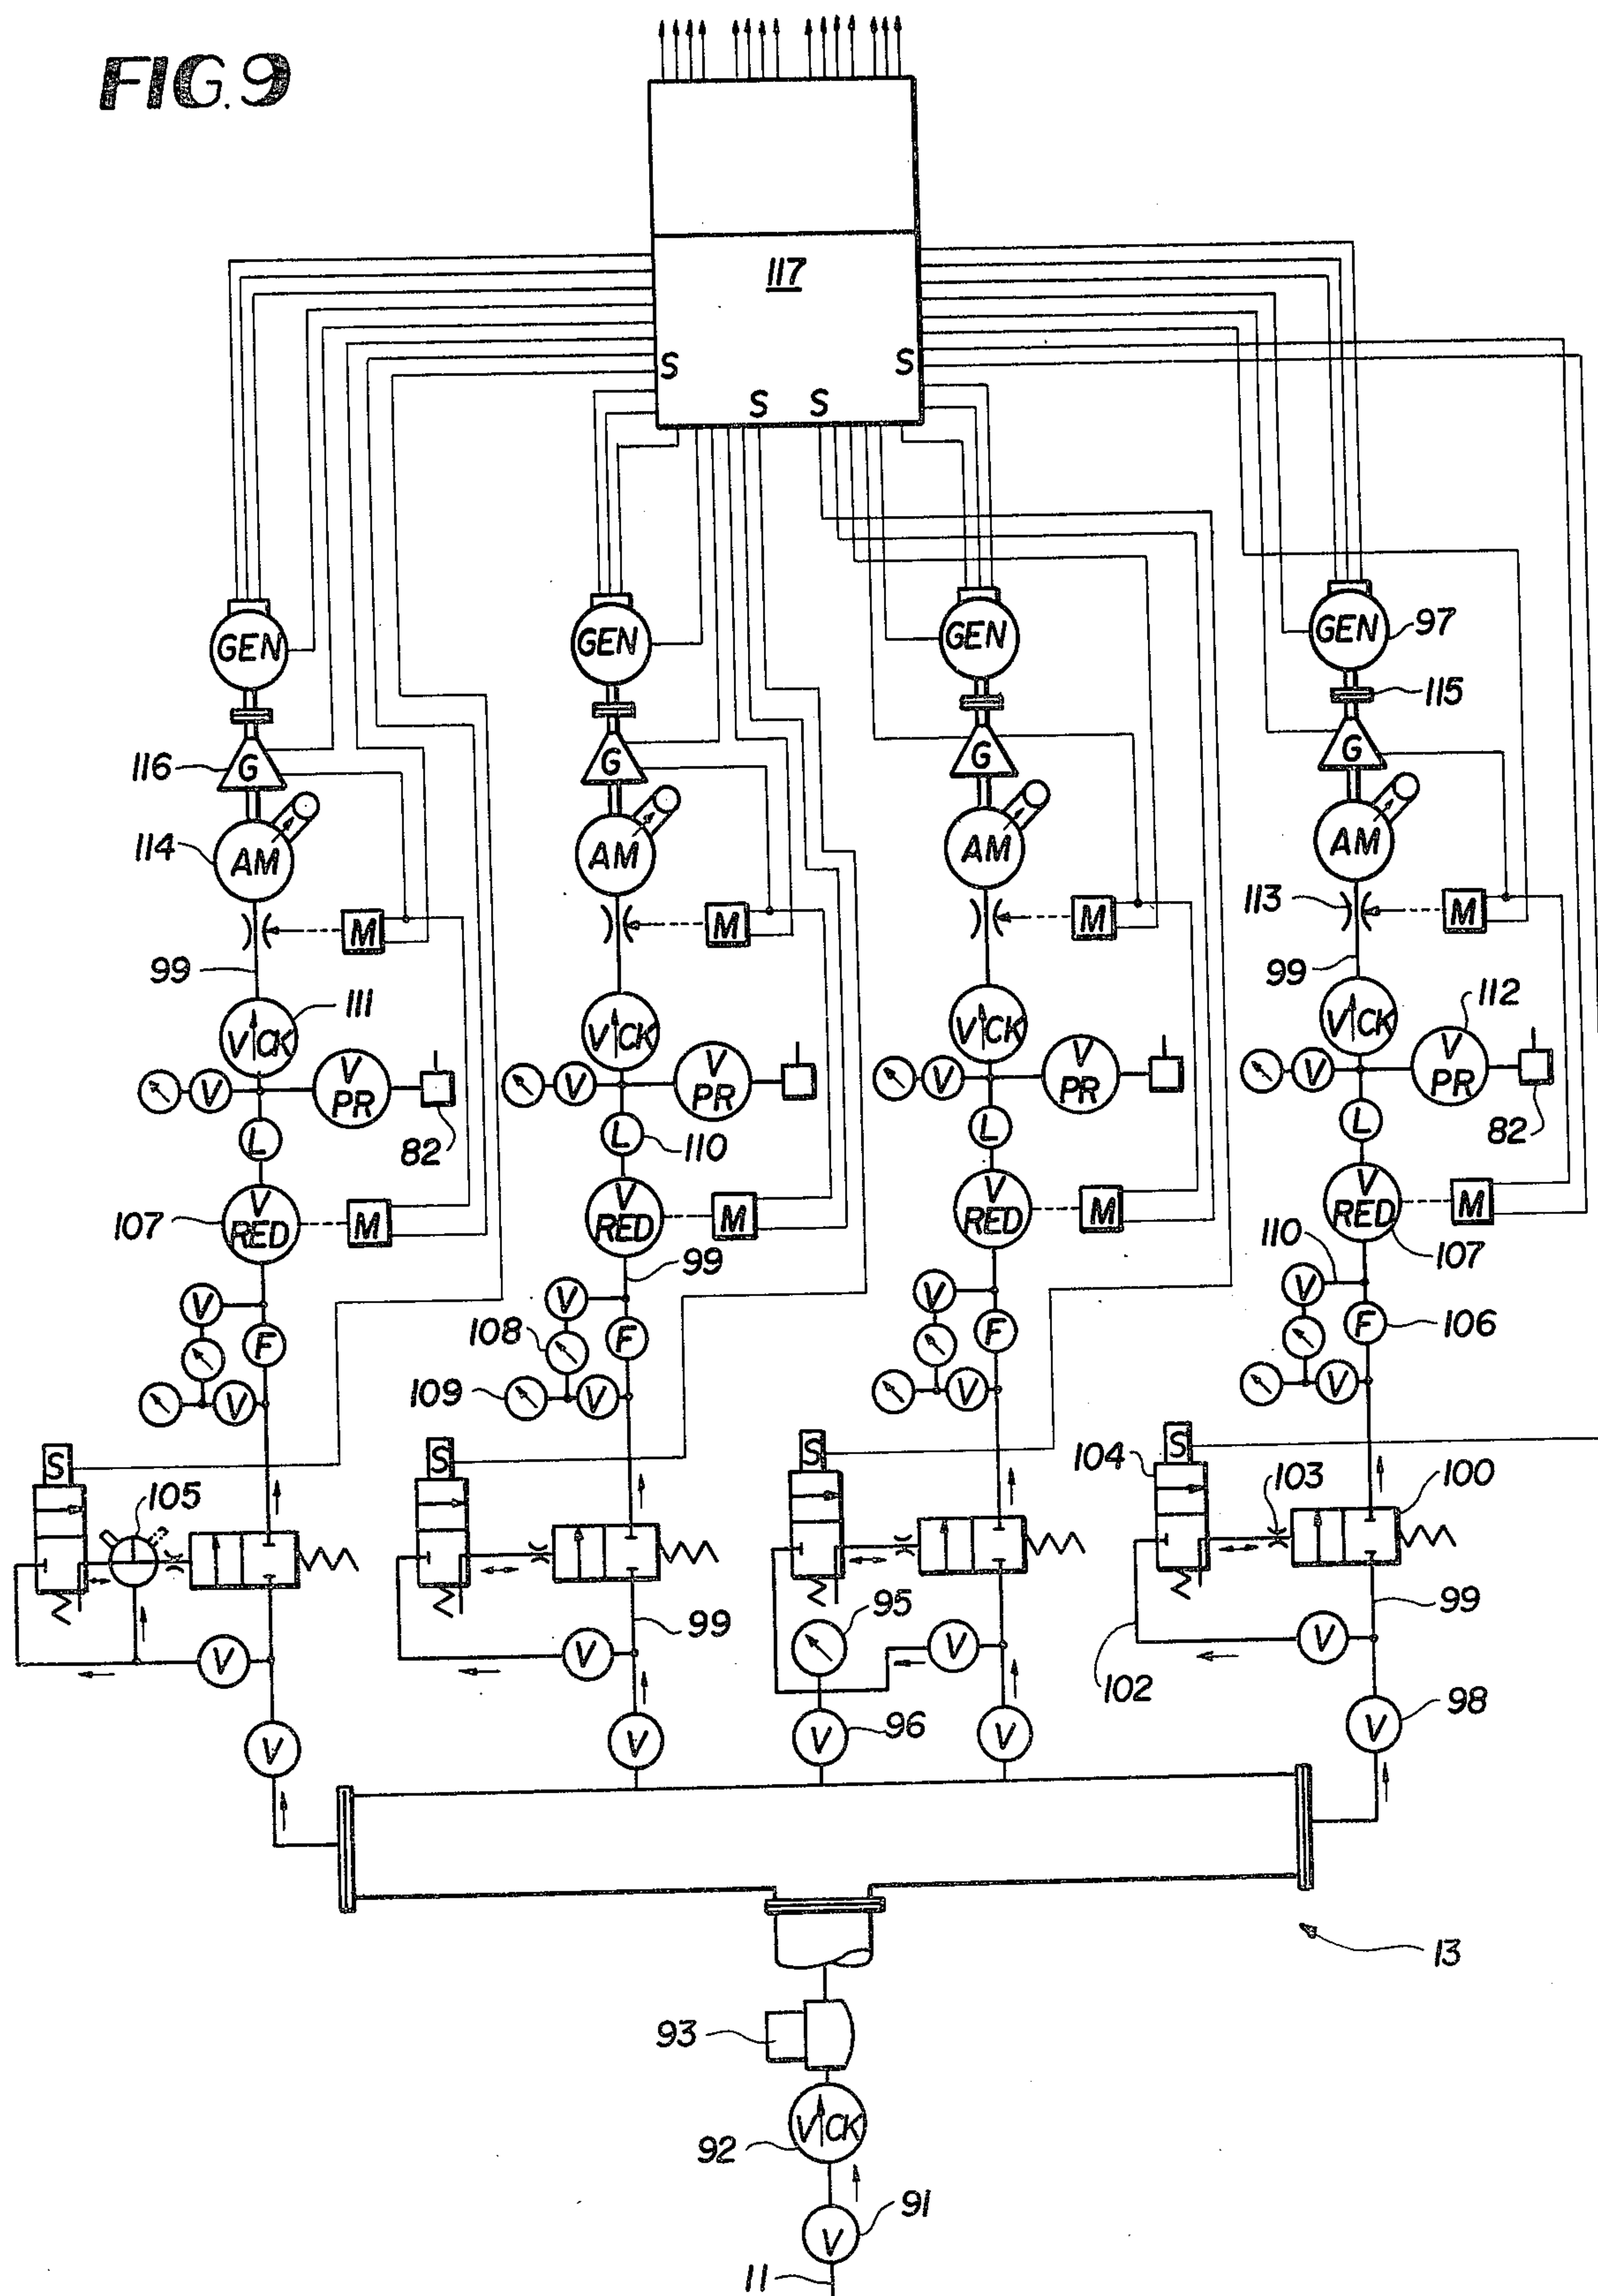 FIG. 9
117
S S
S S
GEN GEN GEN GEN 97
115
116 G G G G
114 AM AM AM AM
113
M M M M
99 99
111 112
V CK V CK V CK V CK
V V PR V V PR V V PR V V PR
82 82
L L 110 L L
107 V RED M V RED M V RED M V RED M
99 110 107
V V V V
108 F F F F 106
109
V V V V
S S S 104 S 103 100
105
95 99
99
V V V V
102
98
V V V 96 V V
13
93
V CK
92
91
V
11